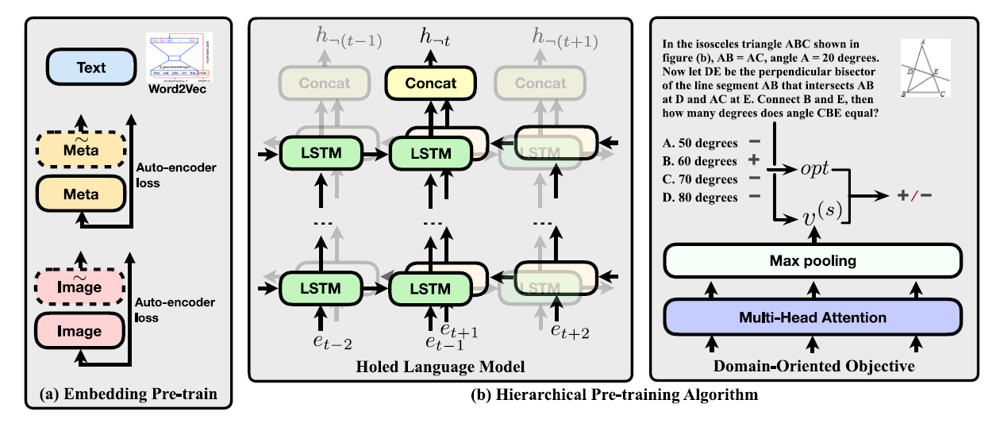 Text
Word2Vec
~
Meta
Meta
Auto-encoder
loss
~
Image
Image
Auto-encoder
loss
(a) Embedding Pre-train
h¬(t−1)
h¬t
h¬(t+1)
Concat
Concat
Concat
LSTM
LSTM
LSTM
...
...
LSTM
LSTM
LSTM
e_{t−2}
e_{t−1}
e_{t+1}
e_{t+2}
Holed Language Model
In the isosceles triangle ABC shown in
figure (b), AB = AC, angle A = 20 degrees.
Now let DE be the perpendicular bisector
of the line segment AB that intersects AB
at D and AC at E. Connect B and E, then
how many degrees does angle CBE equal?
A
D
E
B
C
A. 50 degrees −
B. 60 degrees +
C. 70 degrees −
D. 80 degrees −
opt
v^{(s)}
+/−
Max pooling
Multi-Head Attention
Domain-Oriented Objective
(b) Hierarchical Pre-training Algorithm